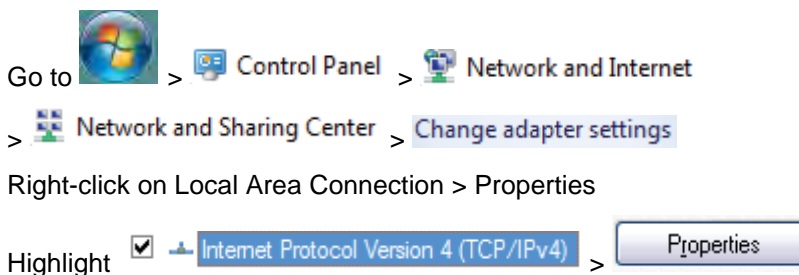 Go to > Control Panel > Network and Internet
> Network and Sharing Center > Change adapter settings
Right-click on Local Area Connection > Properties
Highlight Internet Protocol Version 4 (TCP/IPv4) > Properties